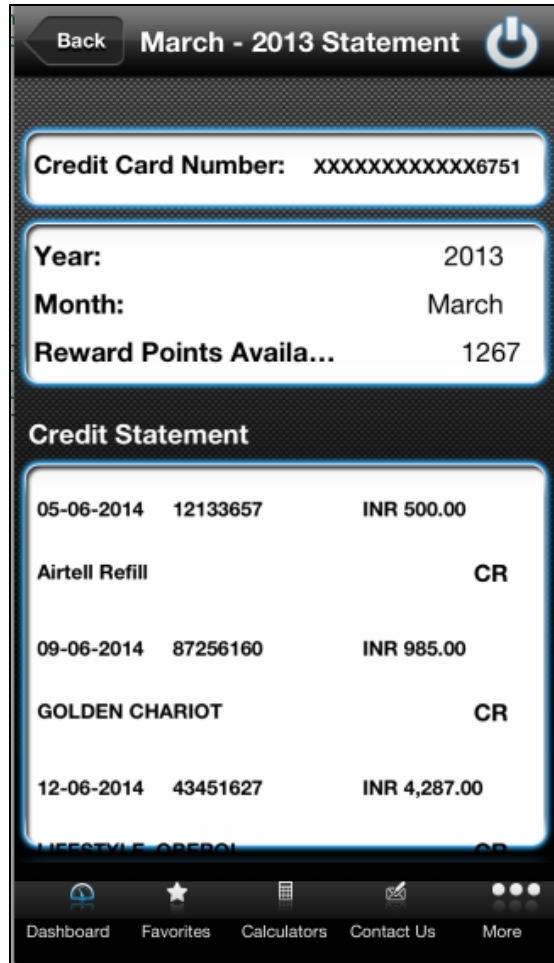 Back March - 2013 Statement
Credit Card Number: XXXXXXXXXXXX6751
Year: 2013
Month: March
Reward Points Availa... 1267
Credit Statement
05-06-2014 12133657 INR 500.00
Airtell Refill CR
09-06-2014 87256160 INR 985.00
GOLDEN CHARIOT CR
12-06-2014 43451627 INR 4,287.00
LIFESTYLE CR
Dashboard Favorites Calculators Contact Us More